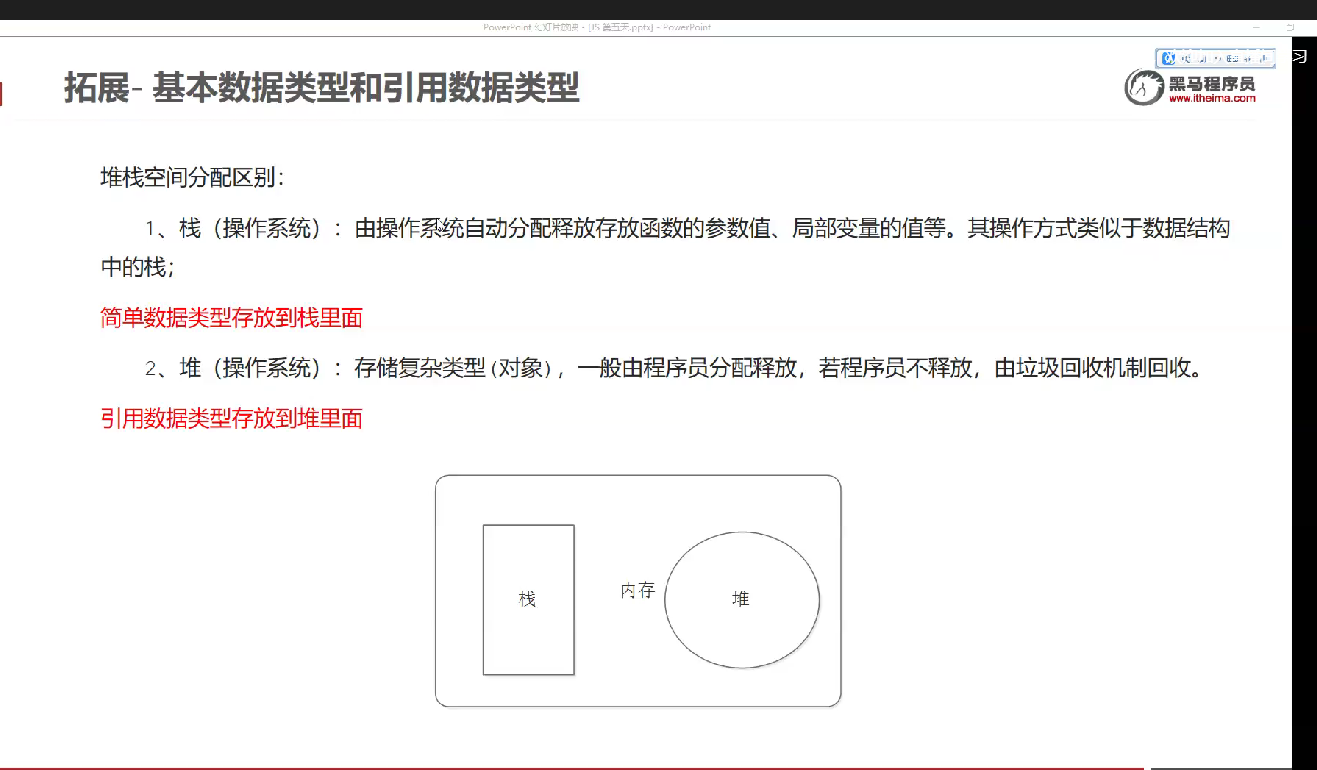 PowerPoint 幻灯片放映 - [JS 第五天.pptx] - PowerPoint
习
拓展- 基本数据类型和引用数据类型
黑马程序员
www.itheima.com
堆栈空间分配区别：
1、栈（操作系统）：由操作系统自动分配释放存放函数的参数值、局部变量的值等。其操作方式类似于数据结构
中的栈；
简单数据类型存放到栈里面
2、堆（操作系统）：存储复杂类型(对象)，一般由程序员分配释放，若程序员不释放，由垃圾回收机制回收。
引用数据类型存放到堆里面
栈
内存
堆